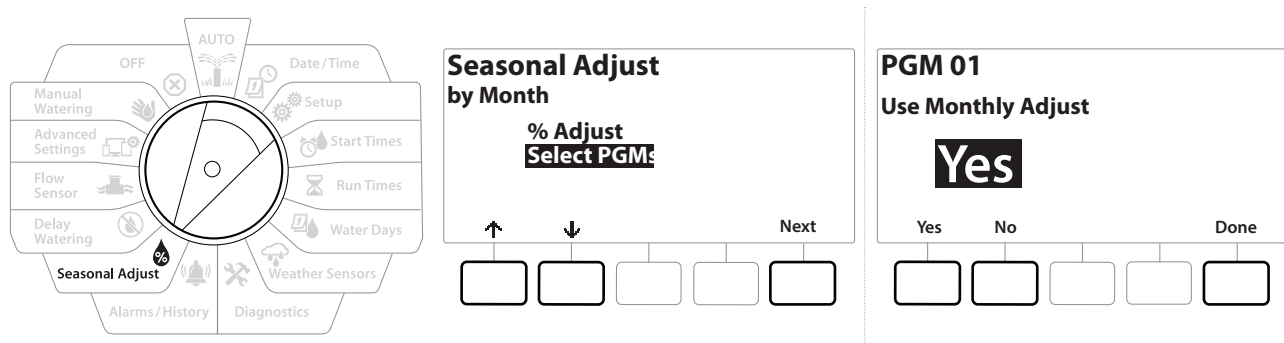 AUTO
Date / Time
Setup
Start Times
Run Times
Water Days
Weather Sensors
Diagnostics
Alarms / History
Seasonal Adjust
%
Delay
Watering
Flow
Sensor
Advanced
Settings
Manual
Watering
OFF
Seasonal Adjust
by Month
% Adjust
Select PGMs
↑ ↓ Next
PGM 01
Use Monthly Adjust
Yes
Yes No Done